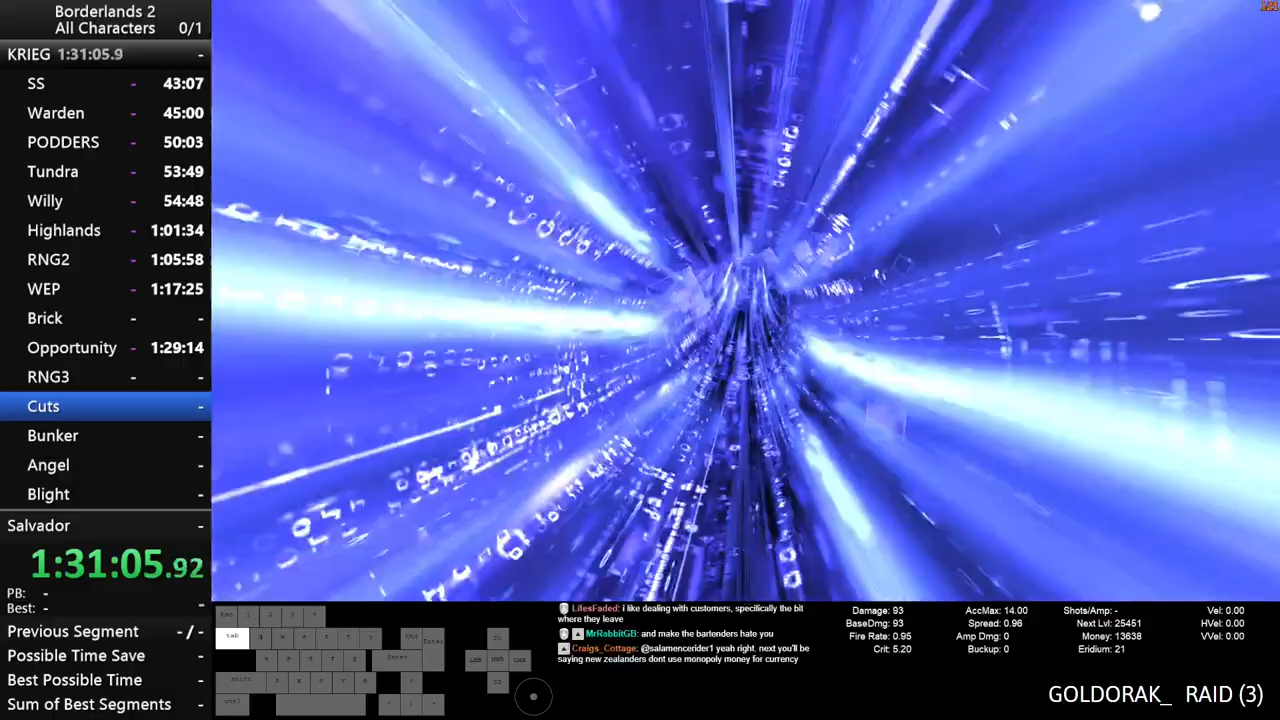 Borderlands 2
All Characters 0/1
KRIEG 1:31:05.9 -
SS - 43:07
Warden - 45:00
PODDERS - 50:03
Tundra - 53:49
Willy - 54:48
Highlands - 1:01:34
RNG2 - 1:05:58
WEP - 1:17:25
Brick - -
Opportunity - 1:29:14
RNG3 - -
Cuts -
Bunker -
Angel -
Blight -
Salvador -
1:31:05.92
PB: -
Best: - -
Previous Segment - / -
Possible Time Save -
Best Possible Time -
Sum of Best Segments -
tab
shift
ctrl
End
Enter
LifesFaded: i like dealing with customers, specifically the bit
where they leave
MrRabbitGB: and make the bartenders hate you
Craigs_Cottage: @salamencerider1 yeah right. next you'll be
saying new zealanders dont use monopoly money for currency
Damage: 93
BaseDmg: 93
Fire Rate: 0.95
Crit: 5.20
AccMax: 14.00
Spread: 0.96
Amp Dmg: 0
Buckup: 0
Shots/Amp: -
Next Lvl: 25451
Money: 13638
Eridium: 21
Vel: 0.00
HVel: 0.00
VVel: 0.00
GOLDORAK_ RAID (3)